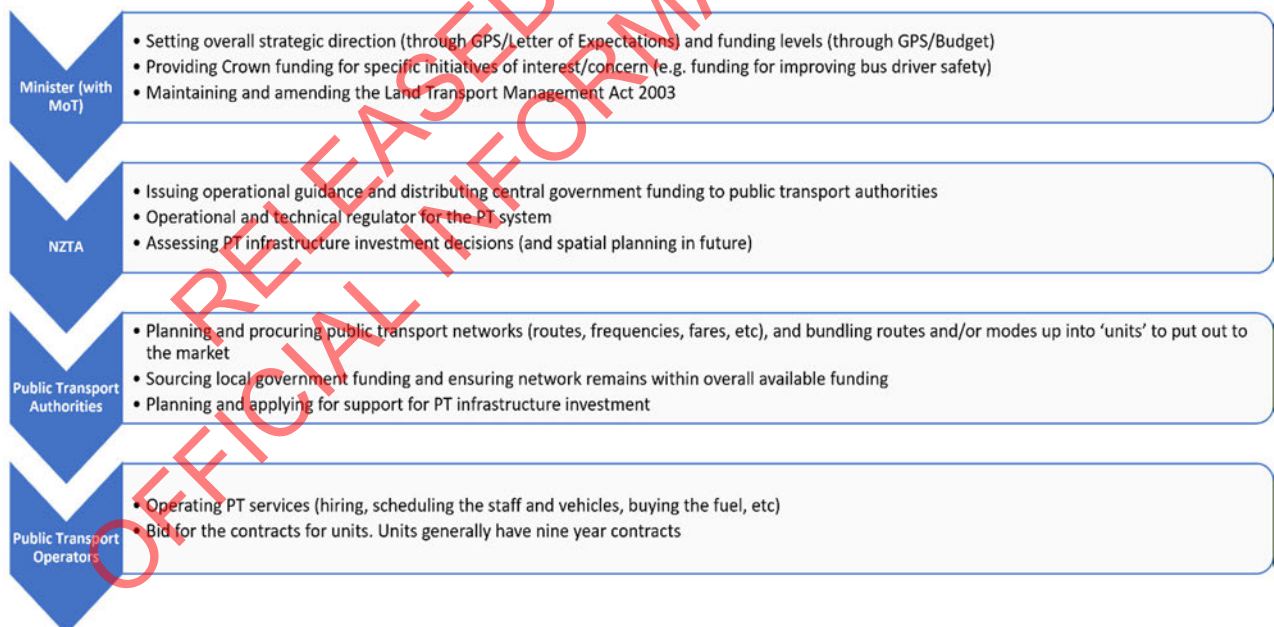 Minister (with
MoT)
• Setting overall strategic direction (through GPS/Letter of Expectations) and funding levels (through GPS/Budget)
• Providing Crown funding for specific initiatives of interest/concern (e.g. funding for improving bus driver safety)
• Maintaining and amending the Land Transport Management Act 2003
NZTA
• Issuing operational guidance and distributing central government funding to public transport authorities
• Operational and technical regulator for the PT system
• Assessing PT infrastructure investment decisions (and spatial planning in future)
Public Transport
Authorities
• Planning and procuring public transport networks (routes, frequencies, fares, etc), and bundling routes and/or modes up into ‘units’ to put out to
the market
• Sourcing local government funding and ensuring network remains within overall available funding
• Planning and applying for support for PT infrastructure investment
Public Transport
Operators
• Operating PT services (hiring, scheduling the staff and vehicles, buying the fuel, etc)
• Bid for the contracts for units. Units generally have nine year contracts
RELEASED
OFFICIAL INFORMA